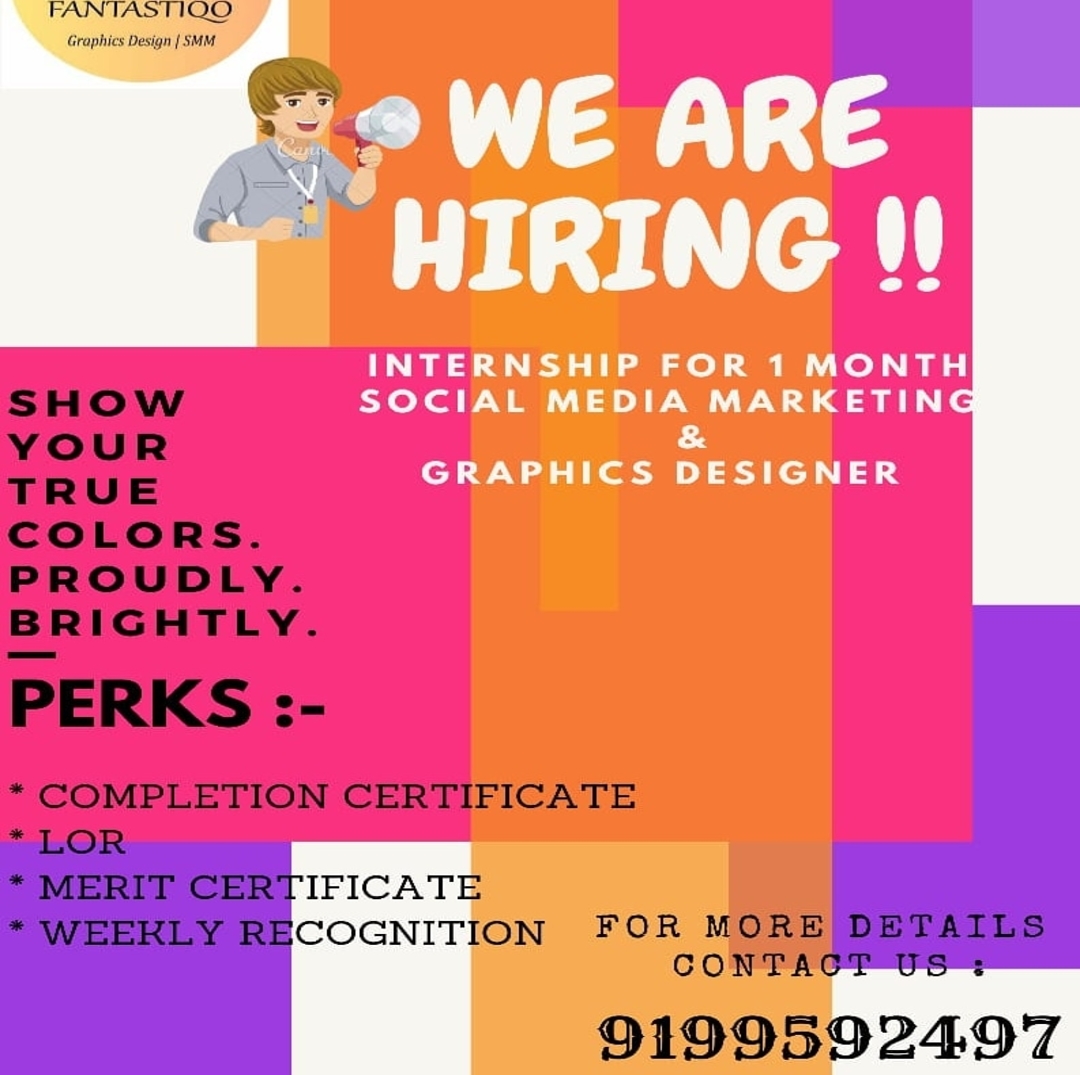 FANTASTIQO
Graphics Design | SMM
Canva
WE ARE
HIRING !!
INTERNSHIP FOR 1 MONTH
SOCIAL MEDIA MARKETING
&
GRAPHICS DESIGNER
SHOW
YOUR
TRUE
COLORS.
PROUDLY.
BRIGHTLY.
PERKS :-
* COMPLETION CERTIFICATE
* LOR
* MERIT CERTIFICATE
* WEEKLY RECOGNITION
FOR MORE DETAILS
CONTACT US :
9199592497